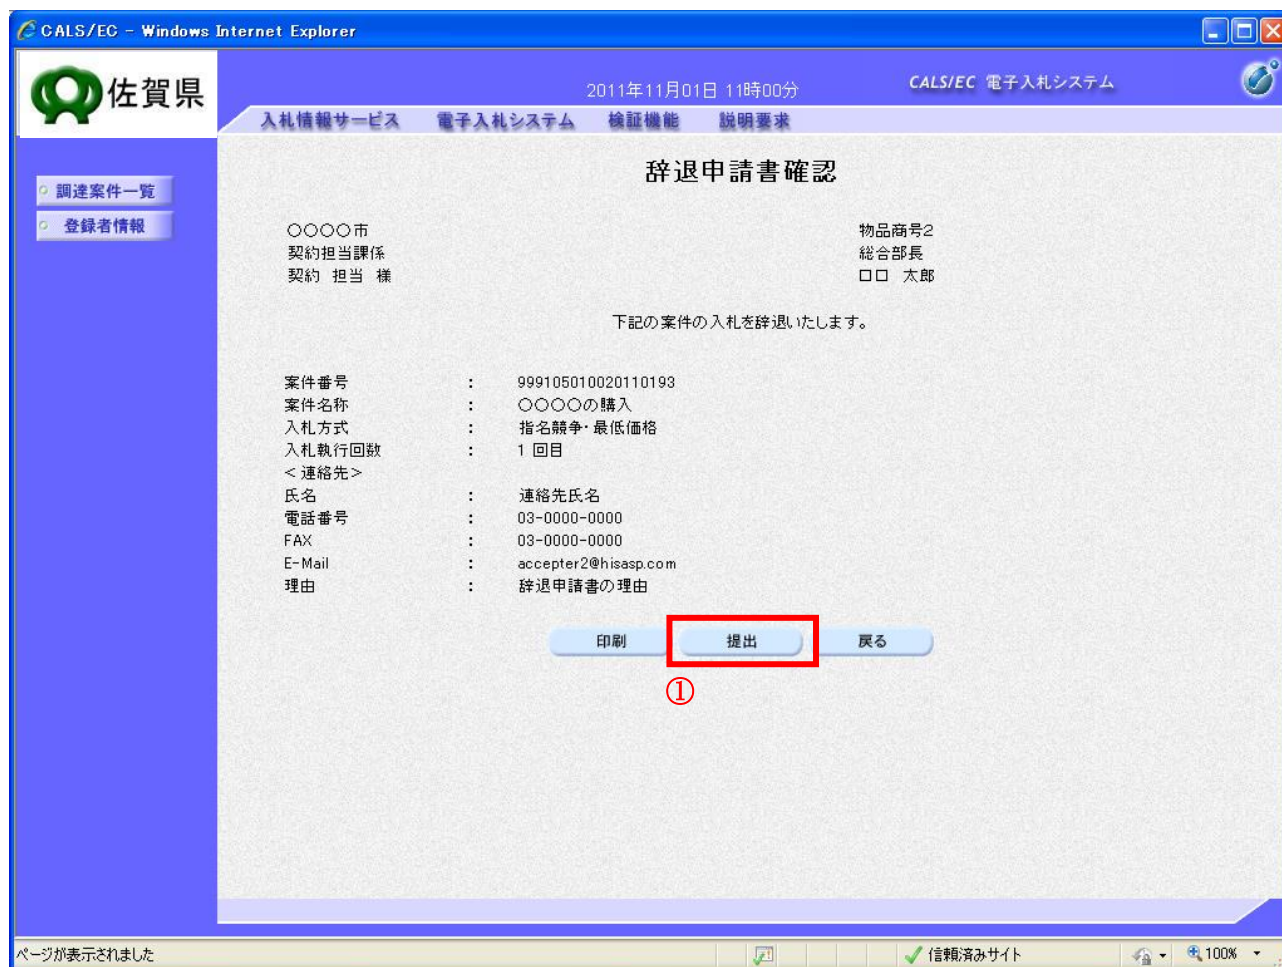 CALS/EC - Windows Internet Explorer
佐賀県
2011年11月01日 11時00分
CALS/EC 電子入札システム
入札情報サービス 電子入札システム 検証機能 説明要求
調達案件一覧
登録者情報
辞退申請書確認
〇〇〇〇市 物品商号2
契約担当課係 総合部長
契約 担当 様 口口 太郎
下記の案件の入札を辞退いたします。
案件番号 : 999105010020110193
案件名称 : 〇〇〇〇の購入
入札方式 : 指名競争・最低価格
入札執行回数 : 1 回目
<連絡先>
氏名 : 連絡先氏名
電話番号 : 03-0000-0000
FAX : 03-0000-0000
E-Mail : accepter2@hisasp.com
理由 : 辞退申請書の理由
印刷 提出 戻る
①
ページが表示されました 信頼済みサイト 100%